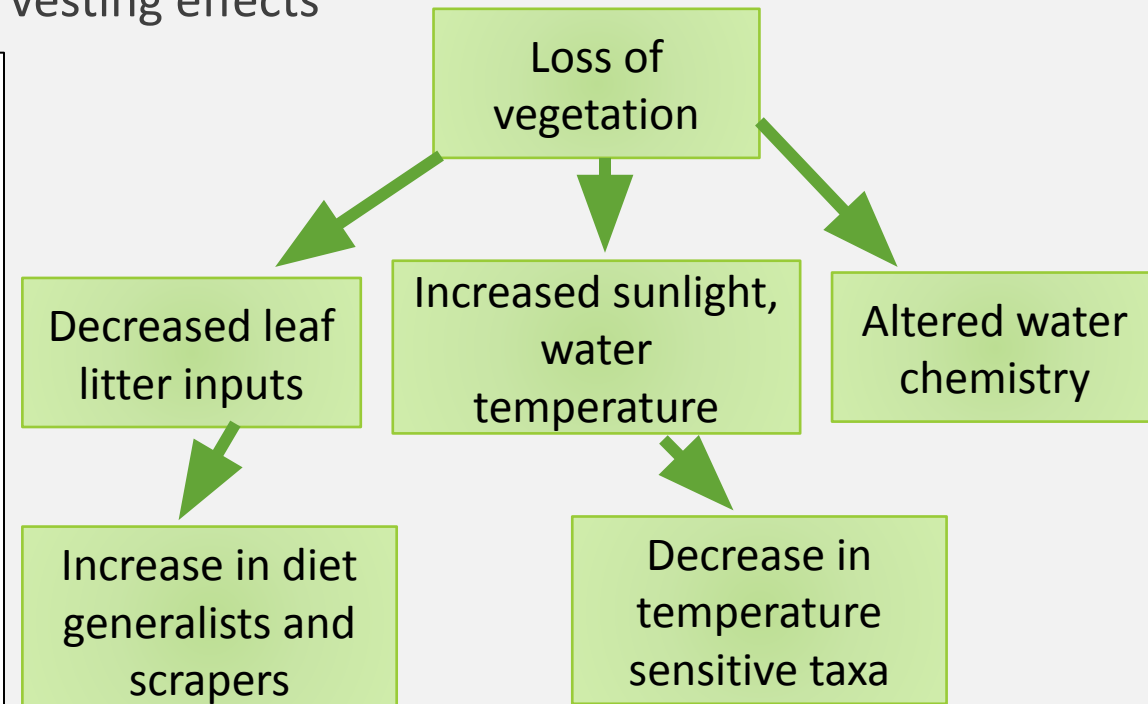 vesting effects
Loss of
vegetation
Decreased leaf
litter inputs
Increased sunlight,
water
temperature
Altered water
chemistry
Increase in diet
generalists and
scrapers
Decrease in
temperature
sensitive taxa